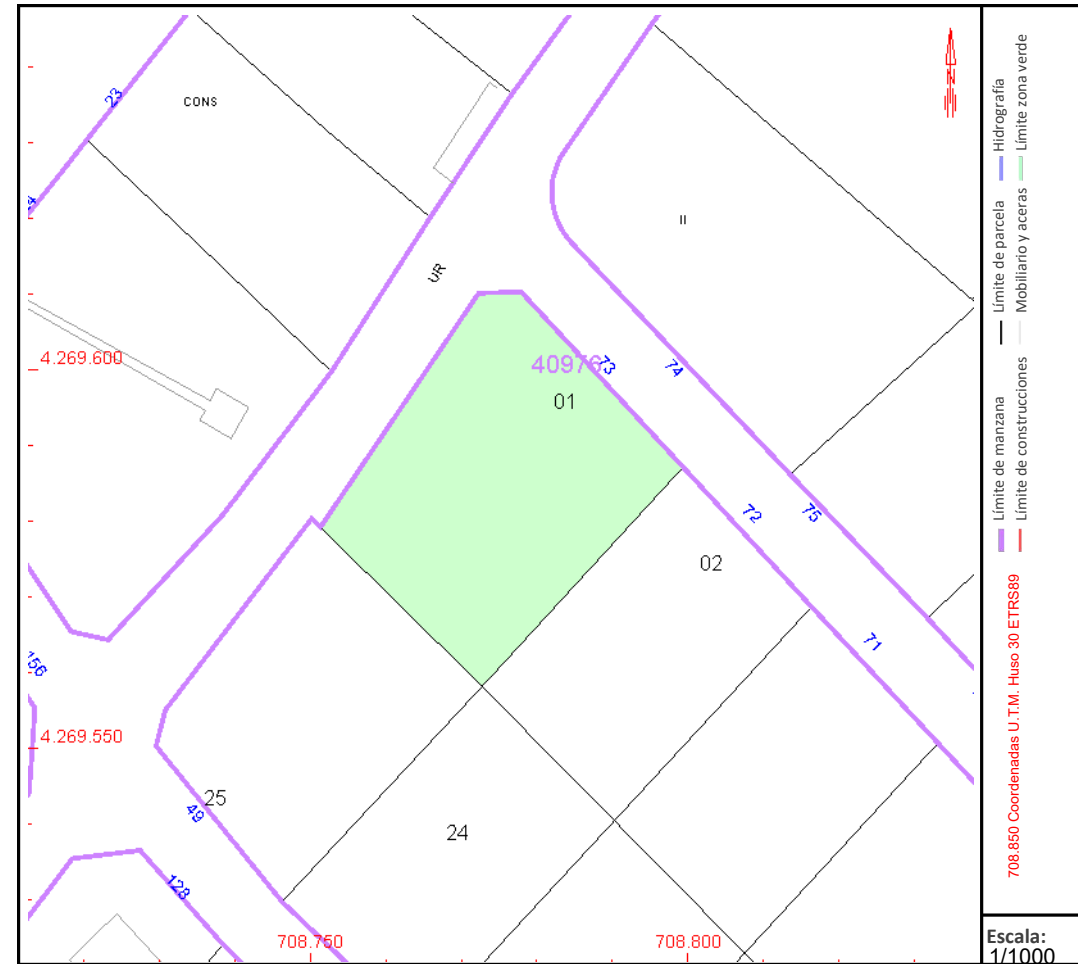 23
CONS
II
UR
4.269.600
40976
73
74
01
72
75
02
71
156
4.269.550
25
49
24
128
708.750
708.800
N
Hidrografía
Límite zona verde
Límite de parcela
Mobiliario y aceras
Límite de manzana
Límite de construcciones
708.850 Coordenadas U.T.M. Huso 30 ETRS89
Escala:
1/1000